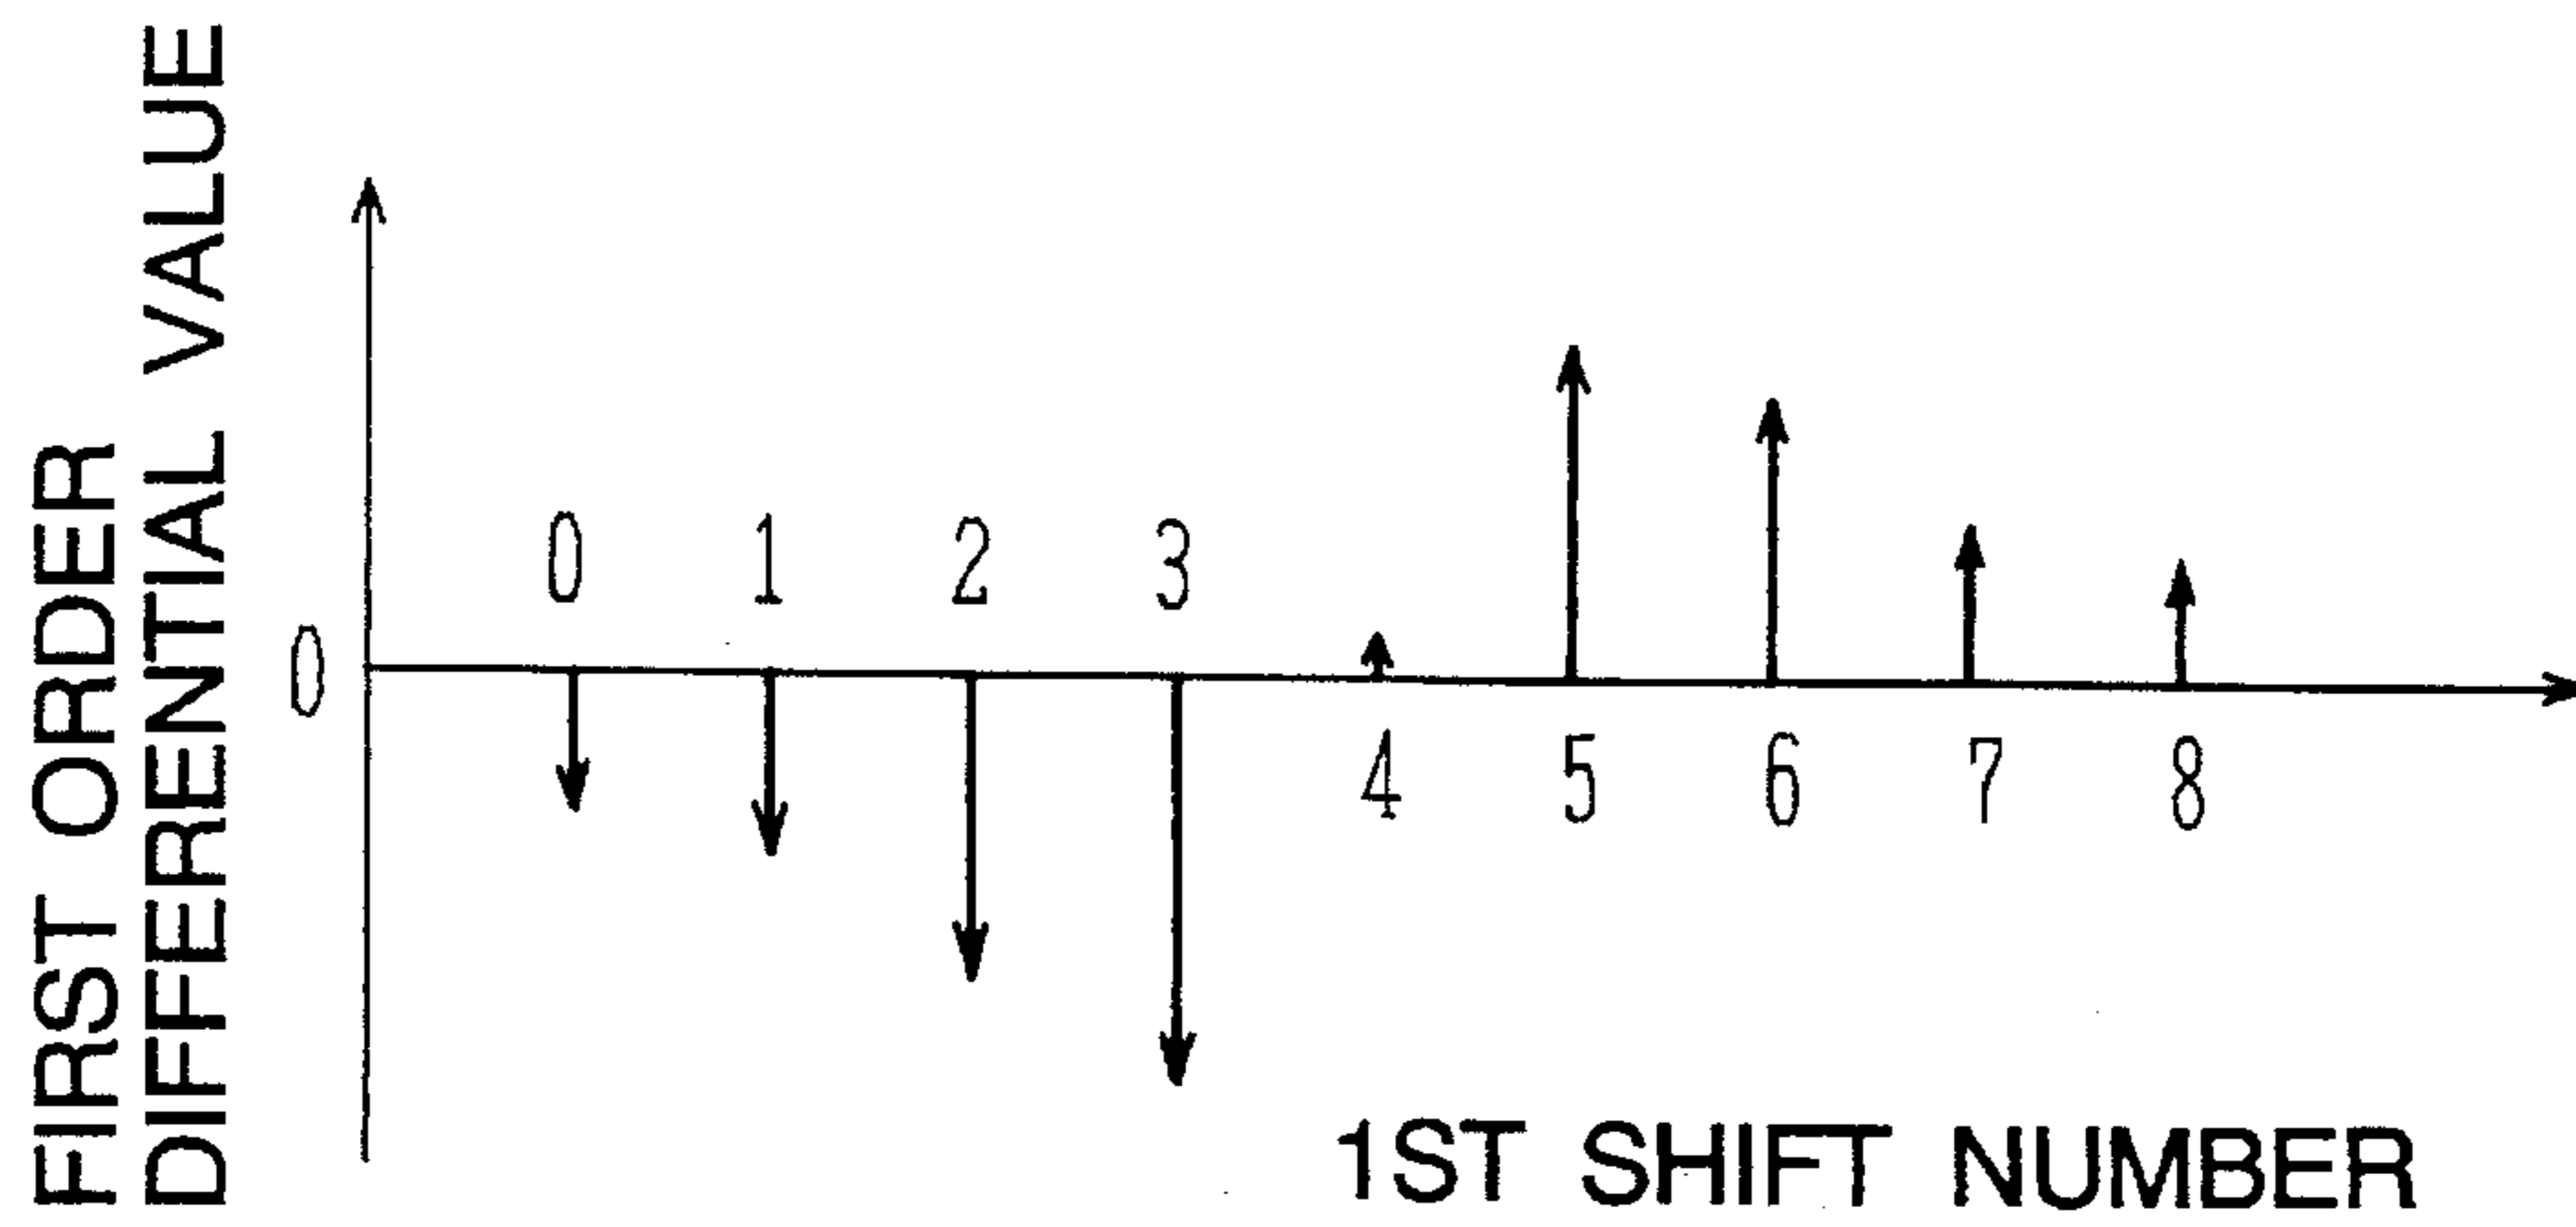 FIRST ORDER
DIFFERENTIAL VALUE
0 1 2 3
0
4 5 6 7 8
1ST SHIFT NUMBER